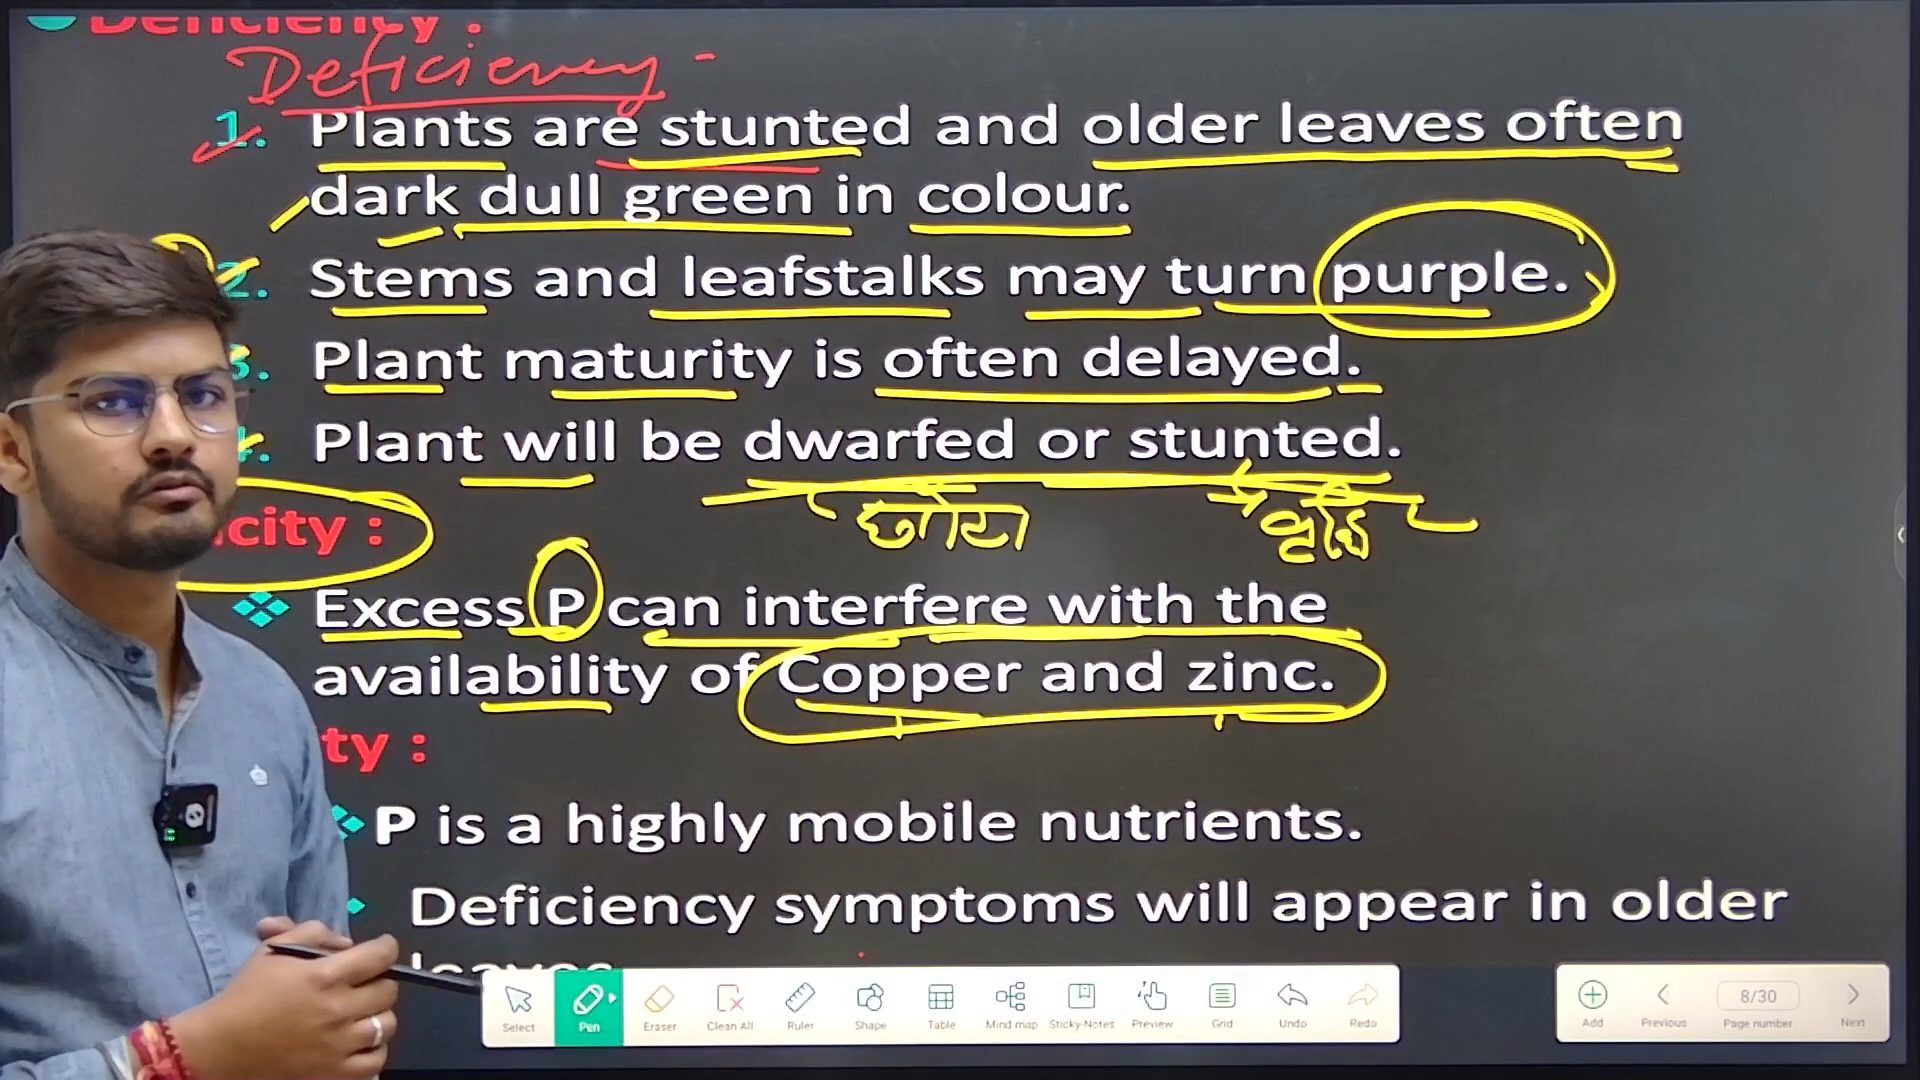 Deficiency :
Deficiency -
1. Plants are stunted and older leaves often
dark dull green in colour.
2. Stems and leafstalks may turn purple.
3. Plant maturity is often delayed.
4. Plant will be dwarfed or stunted.
छोटा
city :
Excess P can interfere with the
availability of Copper and zinc.
ty :
P is a highly mobile nutrients.
Deficiency symptoms will appear in older
leaves
Select Pen Eraser Clean All Ruler Shape Table Mind map Sticky-Notes Preview Grid Undo Redo
8/30
Add Previous Page number Next